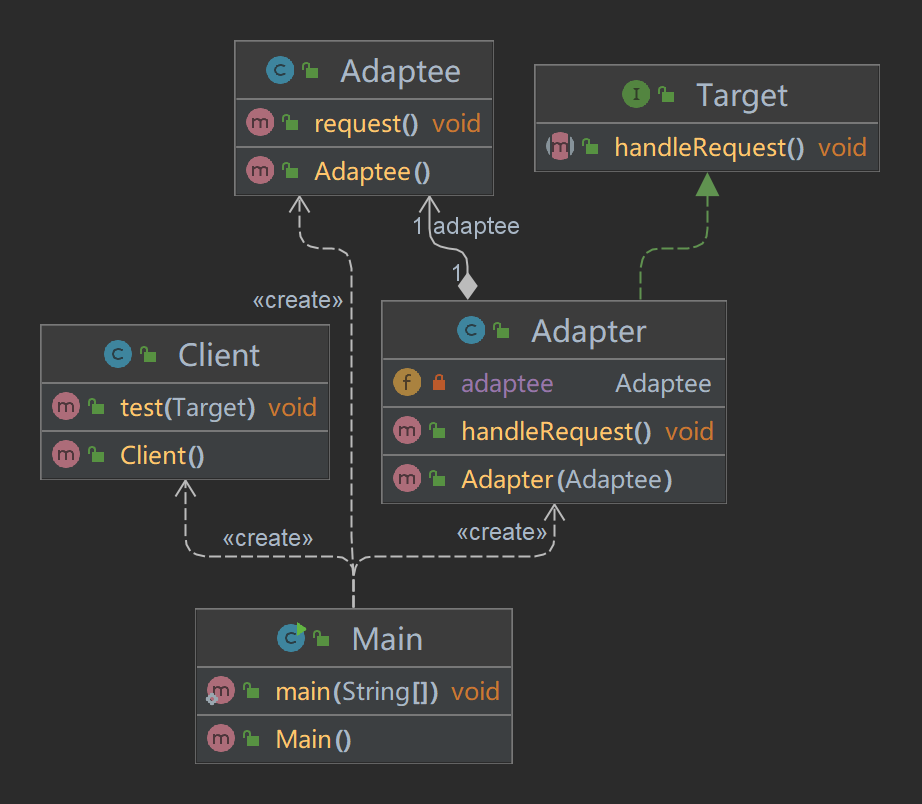 Adaptee
request() void
Adaptee()
Target
handleRequest() void
1 adaptee
1
«create»
Adapter
adaptee Adaptee
handleRequest() void
Adapter(Adaptee)
Client
test(Target) void
Client()
«create»
«create»
Main
main(String[]) void
Main()